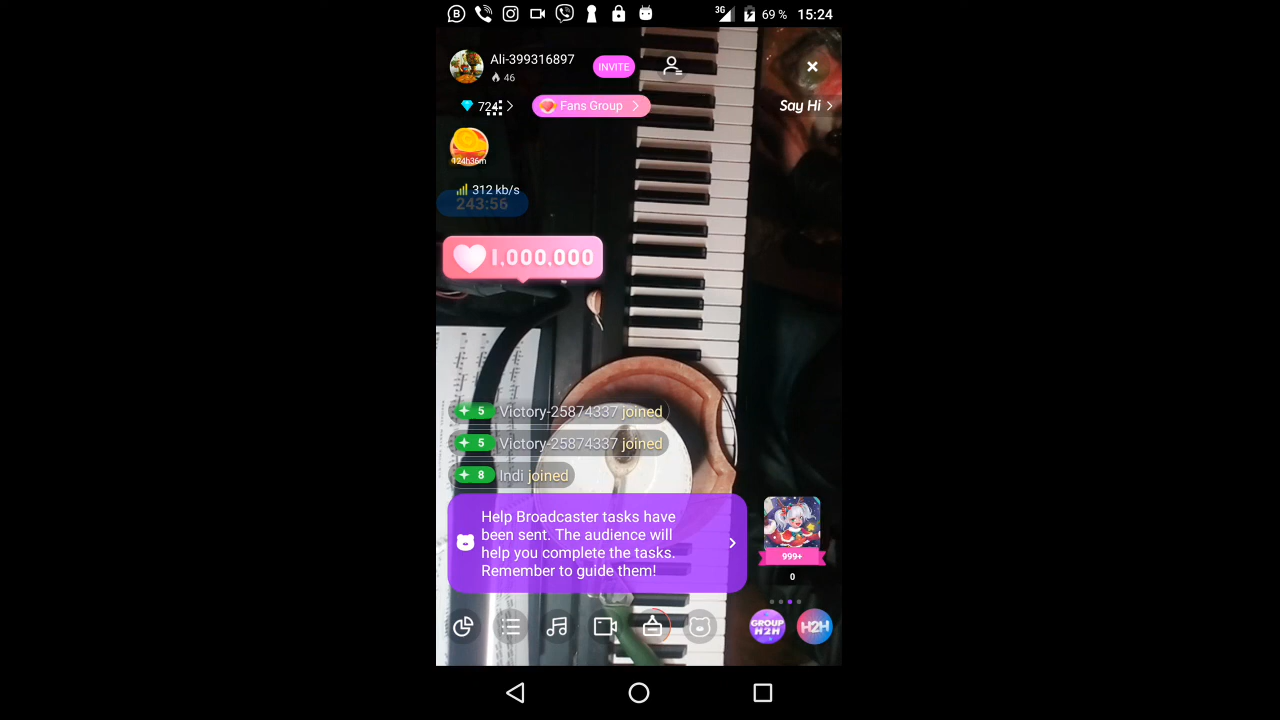 3G
69 %
15:24
Ali-399316897
46
INVITE
724
Fans Group
Say Hi
124h36m
312 kb/s
243:56
1,000,000
5 Victory-25874337 joined
5 Victory-25874337 joined
8 Indi joined
Help Broadcaster tasks have
been sent. The audience will
help you complete the tasks.
Remember to guide them!
999+
0
GROUP
H2H
H2H